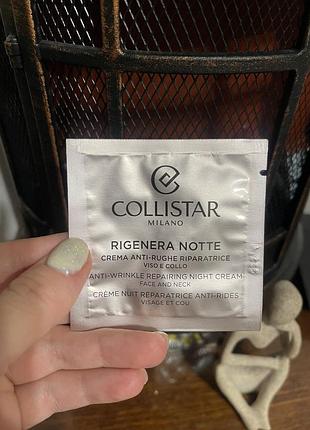 COLLISTAR
MILANO
RIGENERA NOTTE
CREMA ANTI-RUGHE RIPARATRICE
VISO E COLLO
ANTI-WRINKLE REPAIRING NIGHT CREAM
FACE AND NECK
CRÈME NUIT RÉPARATRICE ANTI-RIDES
VISAGE ET COU